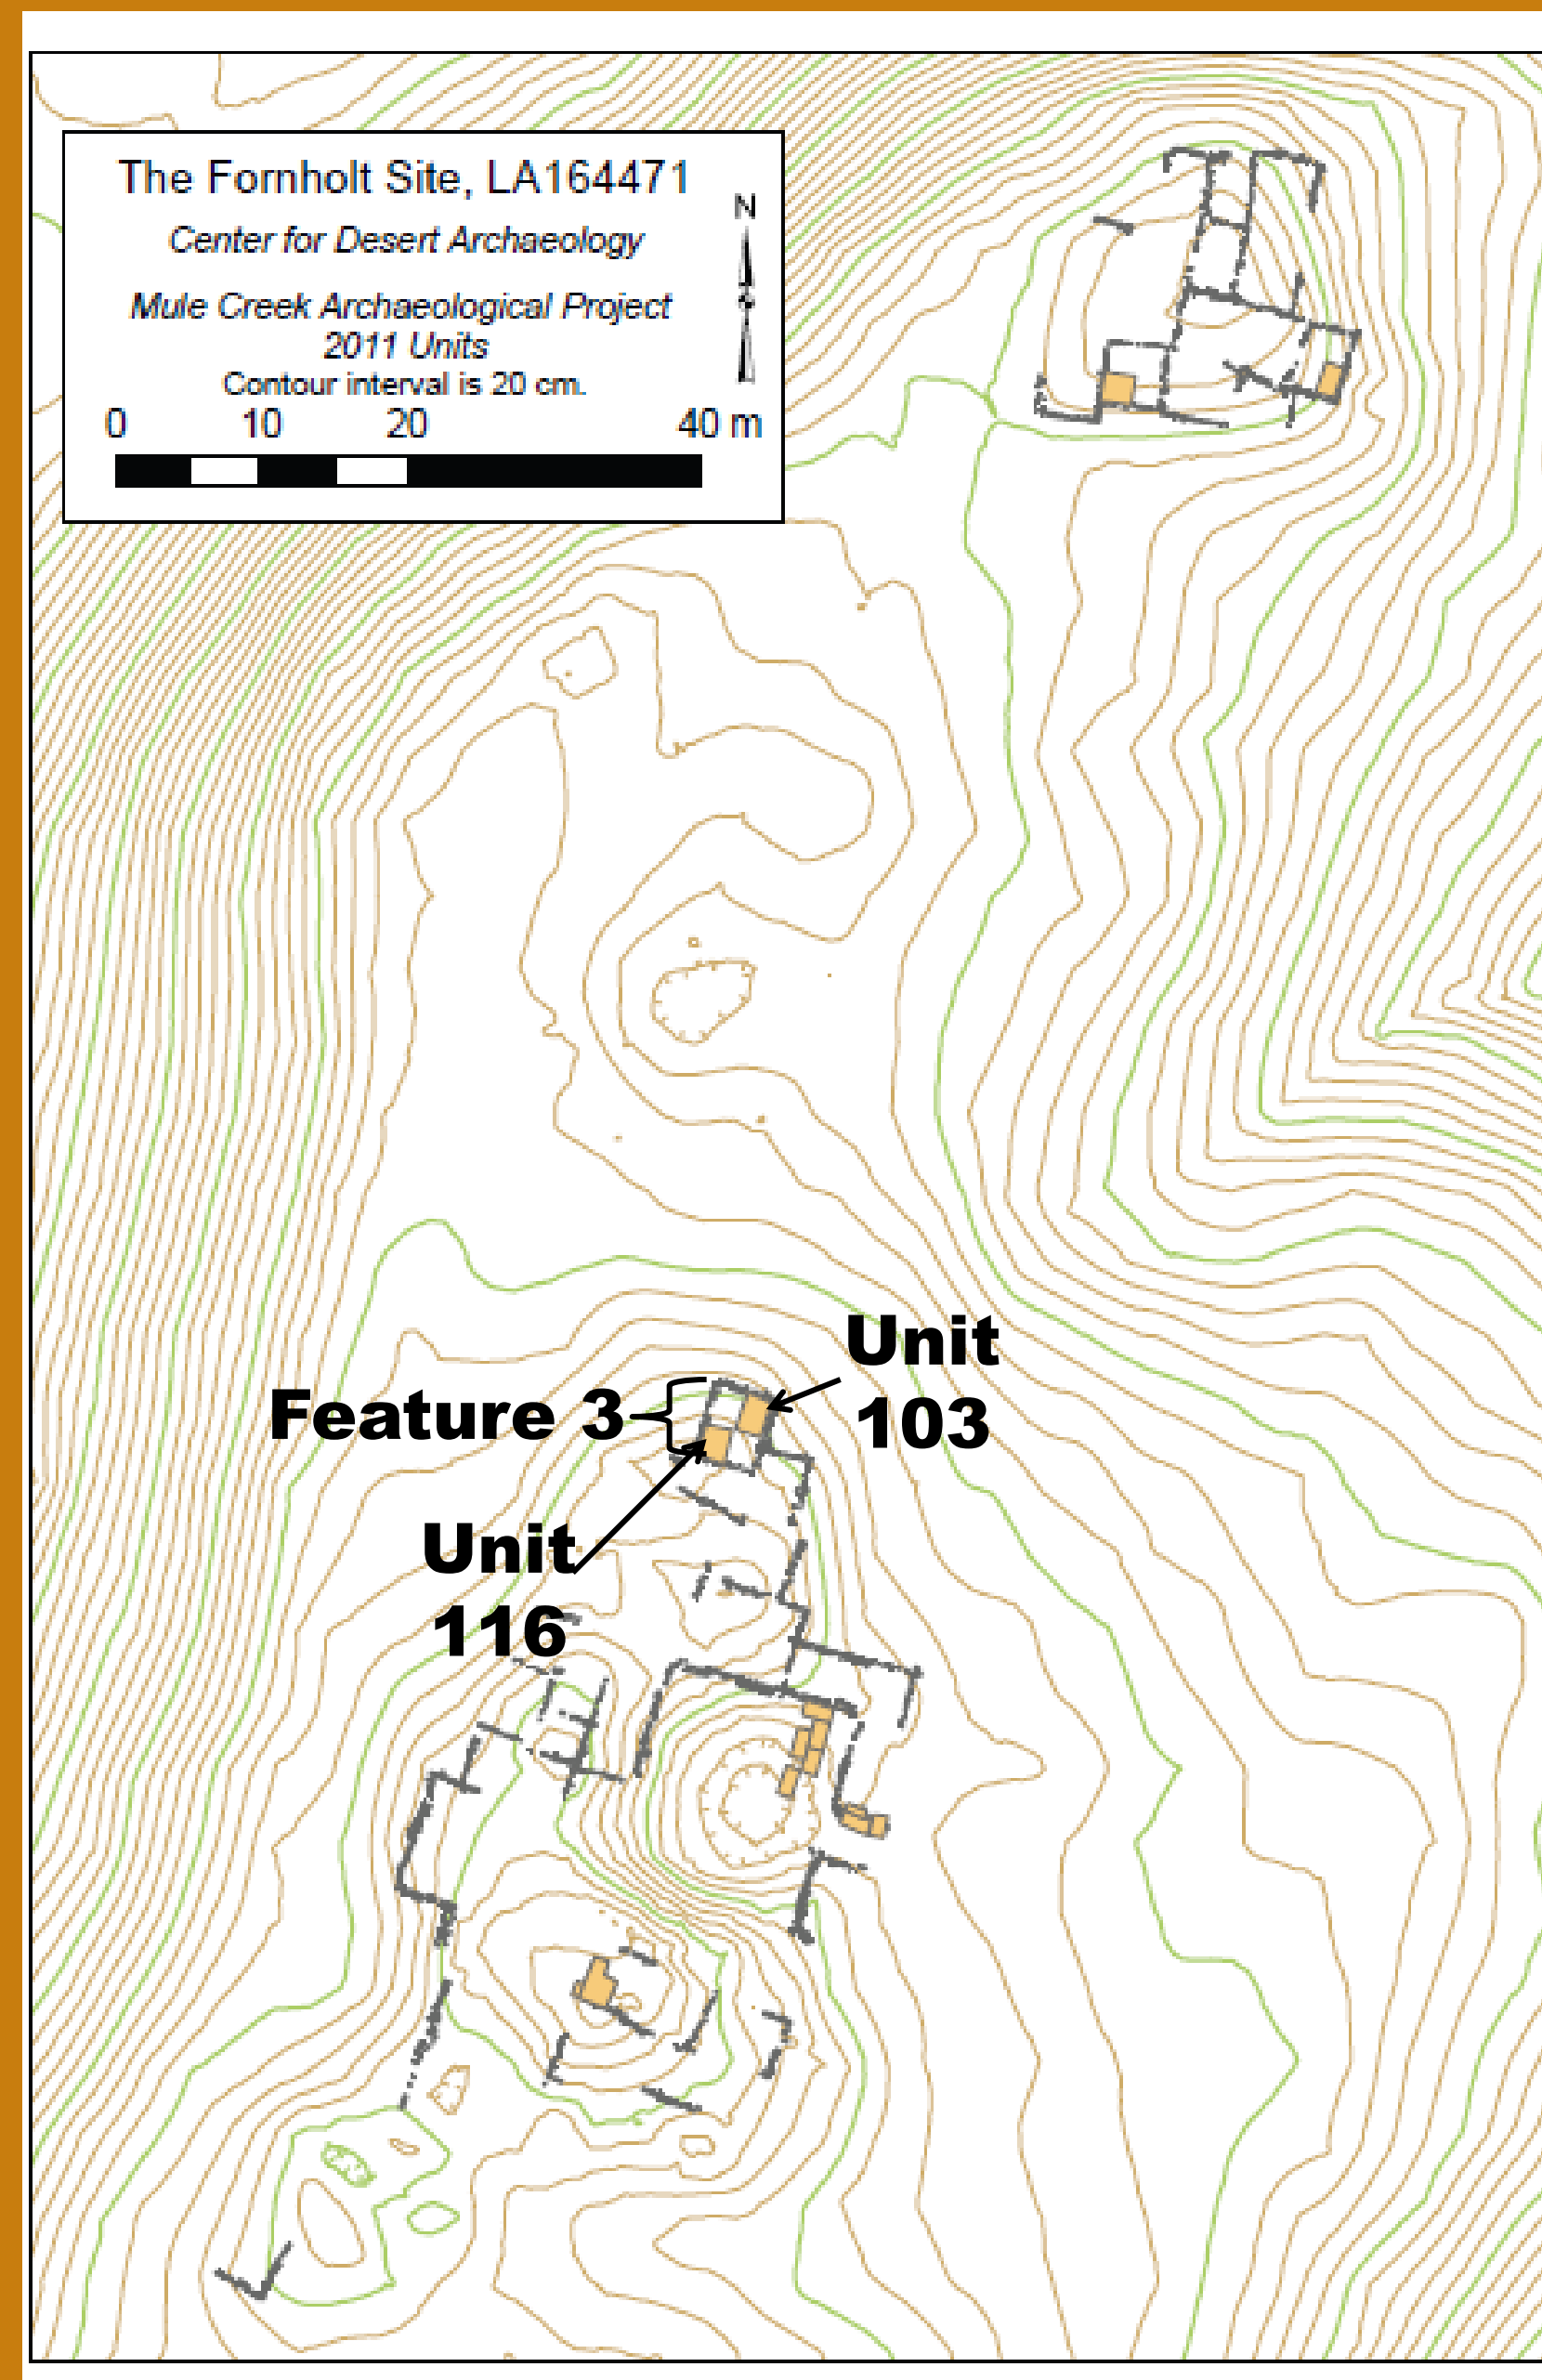 The Fornholt Site, LA164471
Center for Desert Archaeology
N
Mule Creek Archaeological Project
2011 Units
Contour interval is 20 cm.
0 10 20 40 m
Unit
103
Feature 3
Unit
116